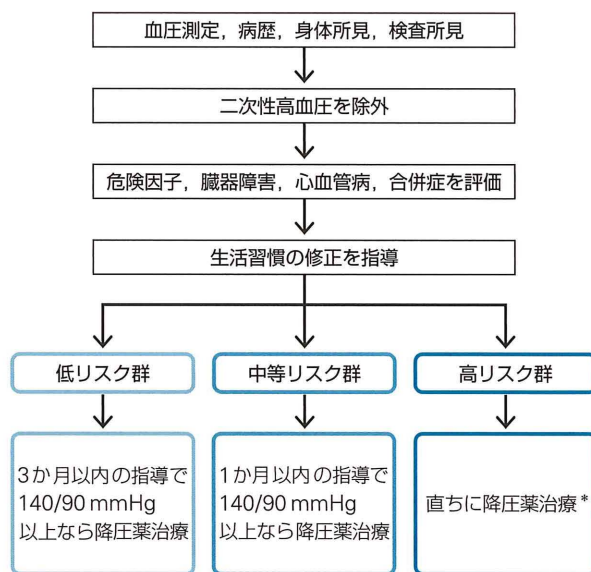 血圧測定，病歴，身体所見，検査所見
二次性高血圧を除外
危険因子，臓器障害，心血管病，合併症を評価
生活習慣の修正を指導
低リスク群
中等リスク群
高リスク群
3か月以内の指導で
140/90 mmHg
以上なら降圧薬治療
1か月以内の指導で
140/90 mmHg
以上なら降圧薬治療
直ちに降圧薬治療*